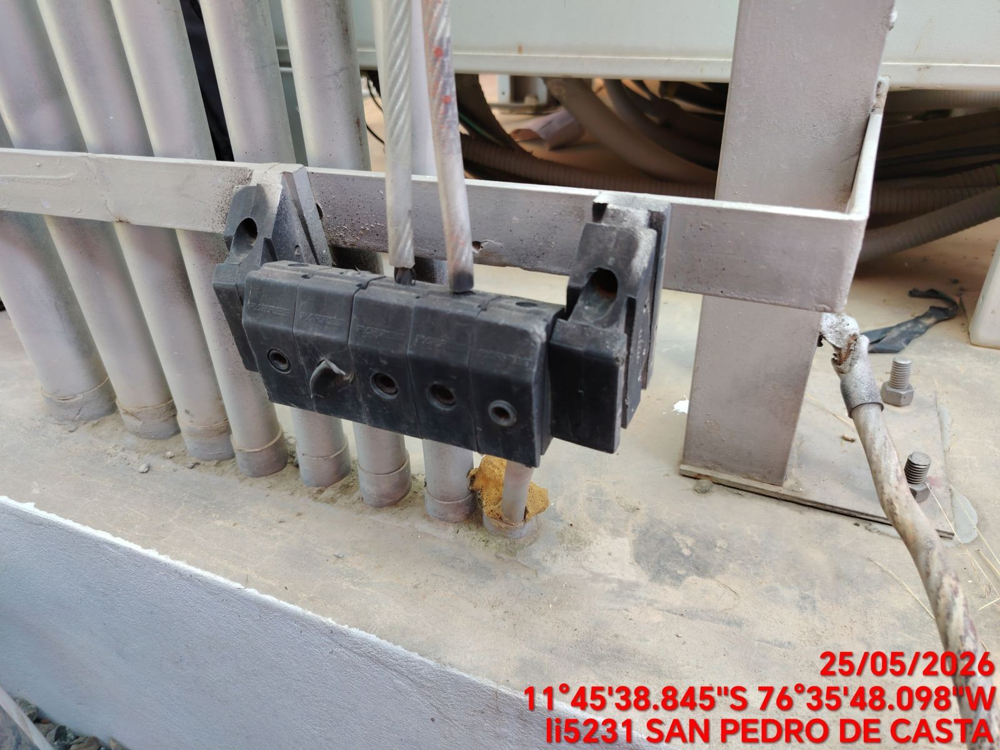 25/05/2026
11°45'38.845"S 76°35'48.098"W
li5231 SAN PEDRO DE CASTA